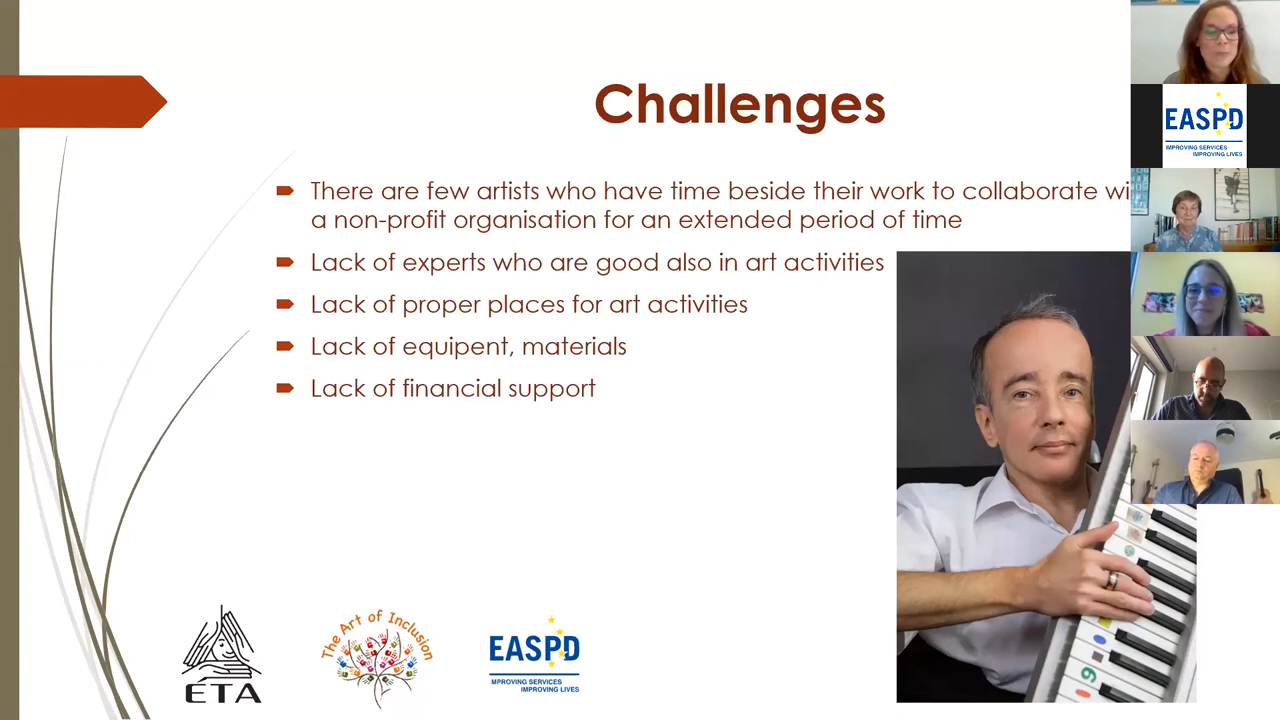 Challenges
There are few artists who have time beside their work to collaborate wi
a non-profit organisation for an extended period of time
Lack of experts who are good also in art activities
Lack of proper places for art activities
Lack of equipent, materials
Lack of financial support
EASPD
IMPROVING SERVICES
IMPROVING LIVES
ETA
The Art of Inclusion
EASPD
MPROVING SERVICES
IMPROVING LIVES